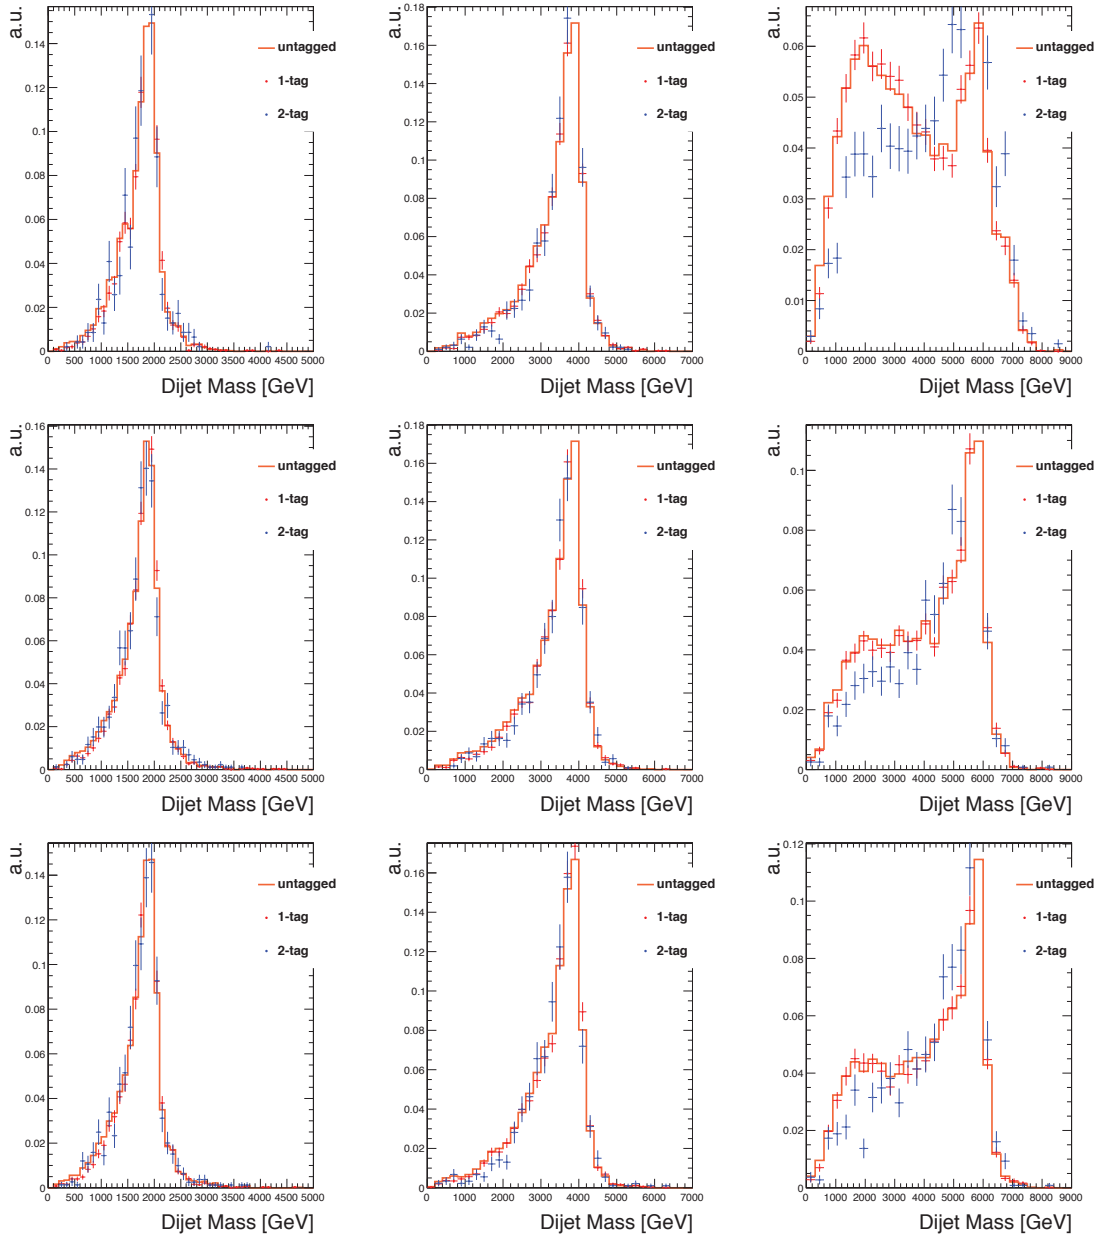 a.u.
0.14
0.12
0.1
0.08
0.06
0.04
0.02
0
untagged
1-tag
2-tag
0 500 1000 1500 2000 2500 3000 3500 4000 4500 5000
Dijet Mass [GeV]
a.u.
0.18
0.16
0.14
0.12
0.1
0.08
0.06
0.04
0.02
0
untagged
1-tag
2-tag
0 1000 2000 3000 4000 5000 6000 7000
Dijet Mass [GeV]
a.u.
0.06
0.05
0.04
0.03
0.02
0.01
0
untagged
1-tag
2-tag
0 1000 2000 3000 4000 5000 6000 7000 8000 9000
Dijet Mass [GeV]
a.u.
0.16
0.14
0.12
0.1
0.08
0.06
0.04
0.02
0
untagged
1-tag
2-tag
0 500 1000 1500 2000 2500 3000 3500 4000 4500 5000
Dijet Mass [GeV]
a.u.
0.18
0.16
0.14
0.12
0.1
0.08
0.06
0.04
0.02
0
untagged
1-tag
2-tag
0 1000 2000 3000 4000 5000 6000 7000
Dijet Mass [GeV]
a.u.
0.1
0.08
0.06
0.04
0.02
0
untagged
1-tag
2-tag
0 1000 2000 3000 4000 5000 6000 7000 8000 9000
Dijet Mass [GeV]
a.u.
0.14
0.12
0.1
0.08
0.06
0.04
0.02
0
untagged
1-tag
2-tag
0 500 1000 1500 2000 2500 3000 3500 4000 4500 5000
Dijet Mass [GeV]
a.u.
0.16
0.14
0.12
0.1
0.08
0.06
0.04
0.02
0
untagged
1-tag
2-tag
0 1000 2000 3000 4000 5000 6000 7000
Dijet Mass [GeV]
a.u.
0.12
0.1
0.08
0.06
0.04
0.02
0
untagged
1-tag
2-tag
0 1000 2000 3000 4000 5000 6000 7000 8000 9000
Dijet Mass [GeV]